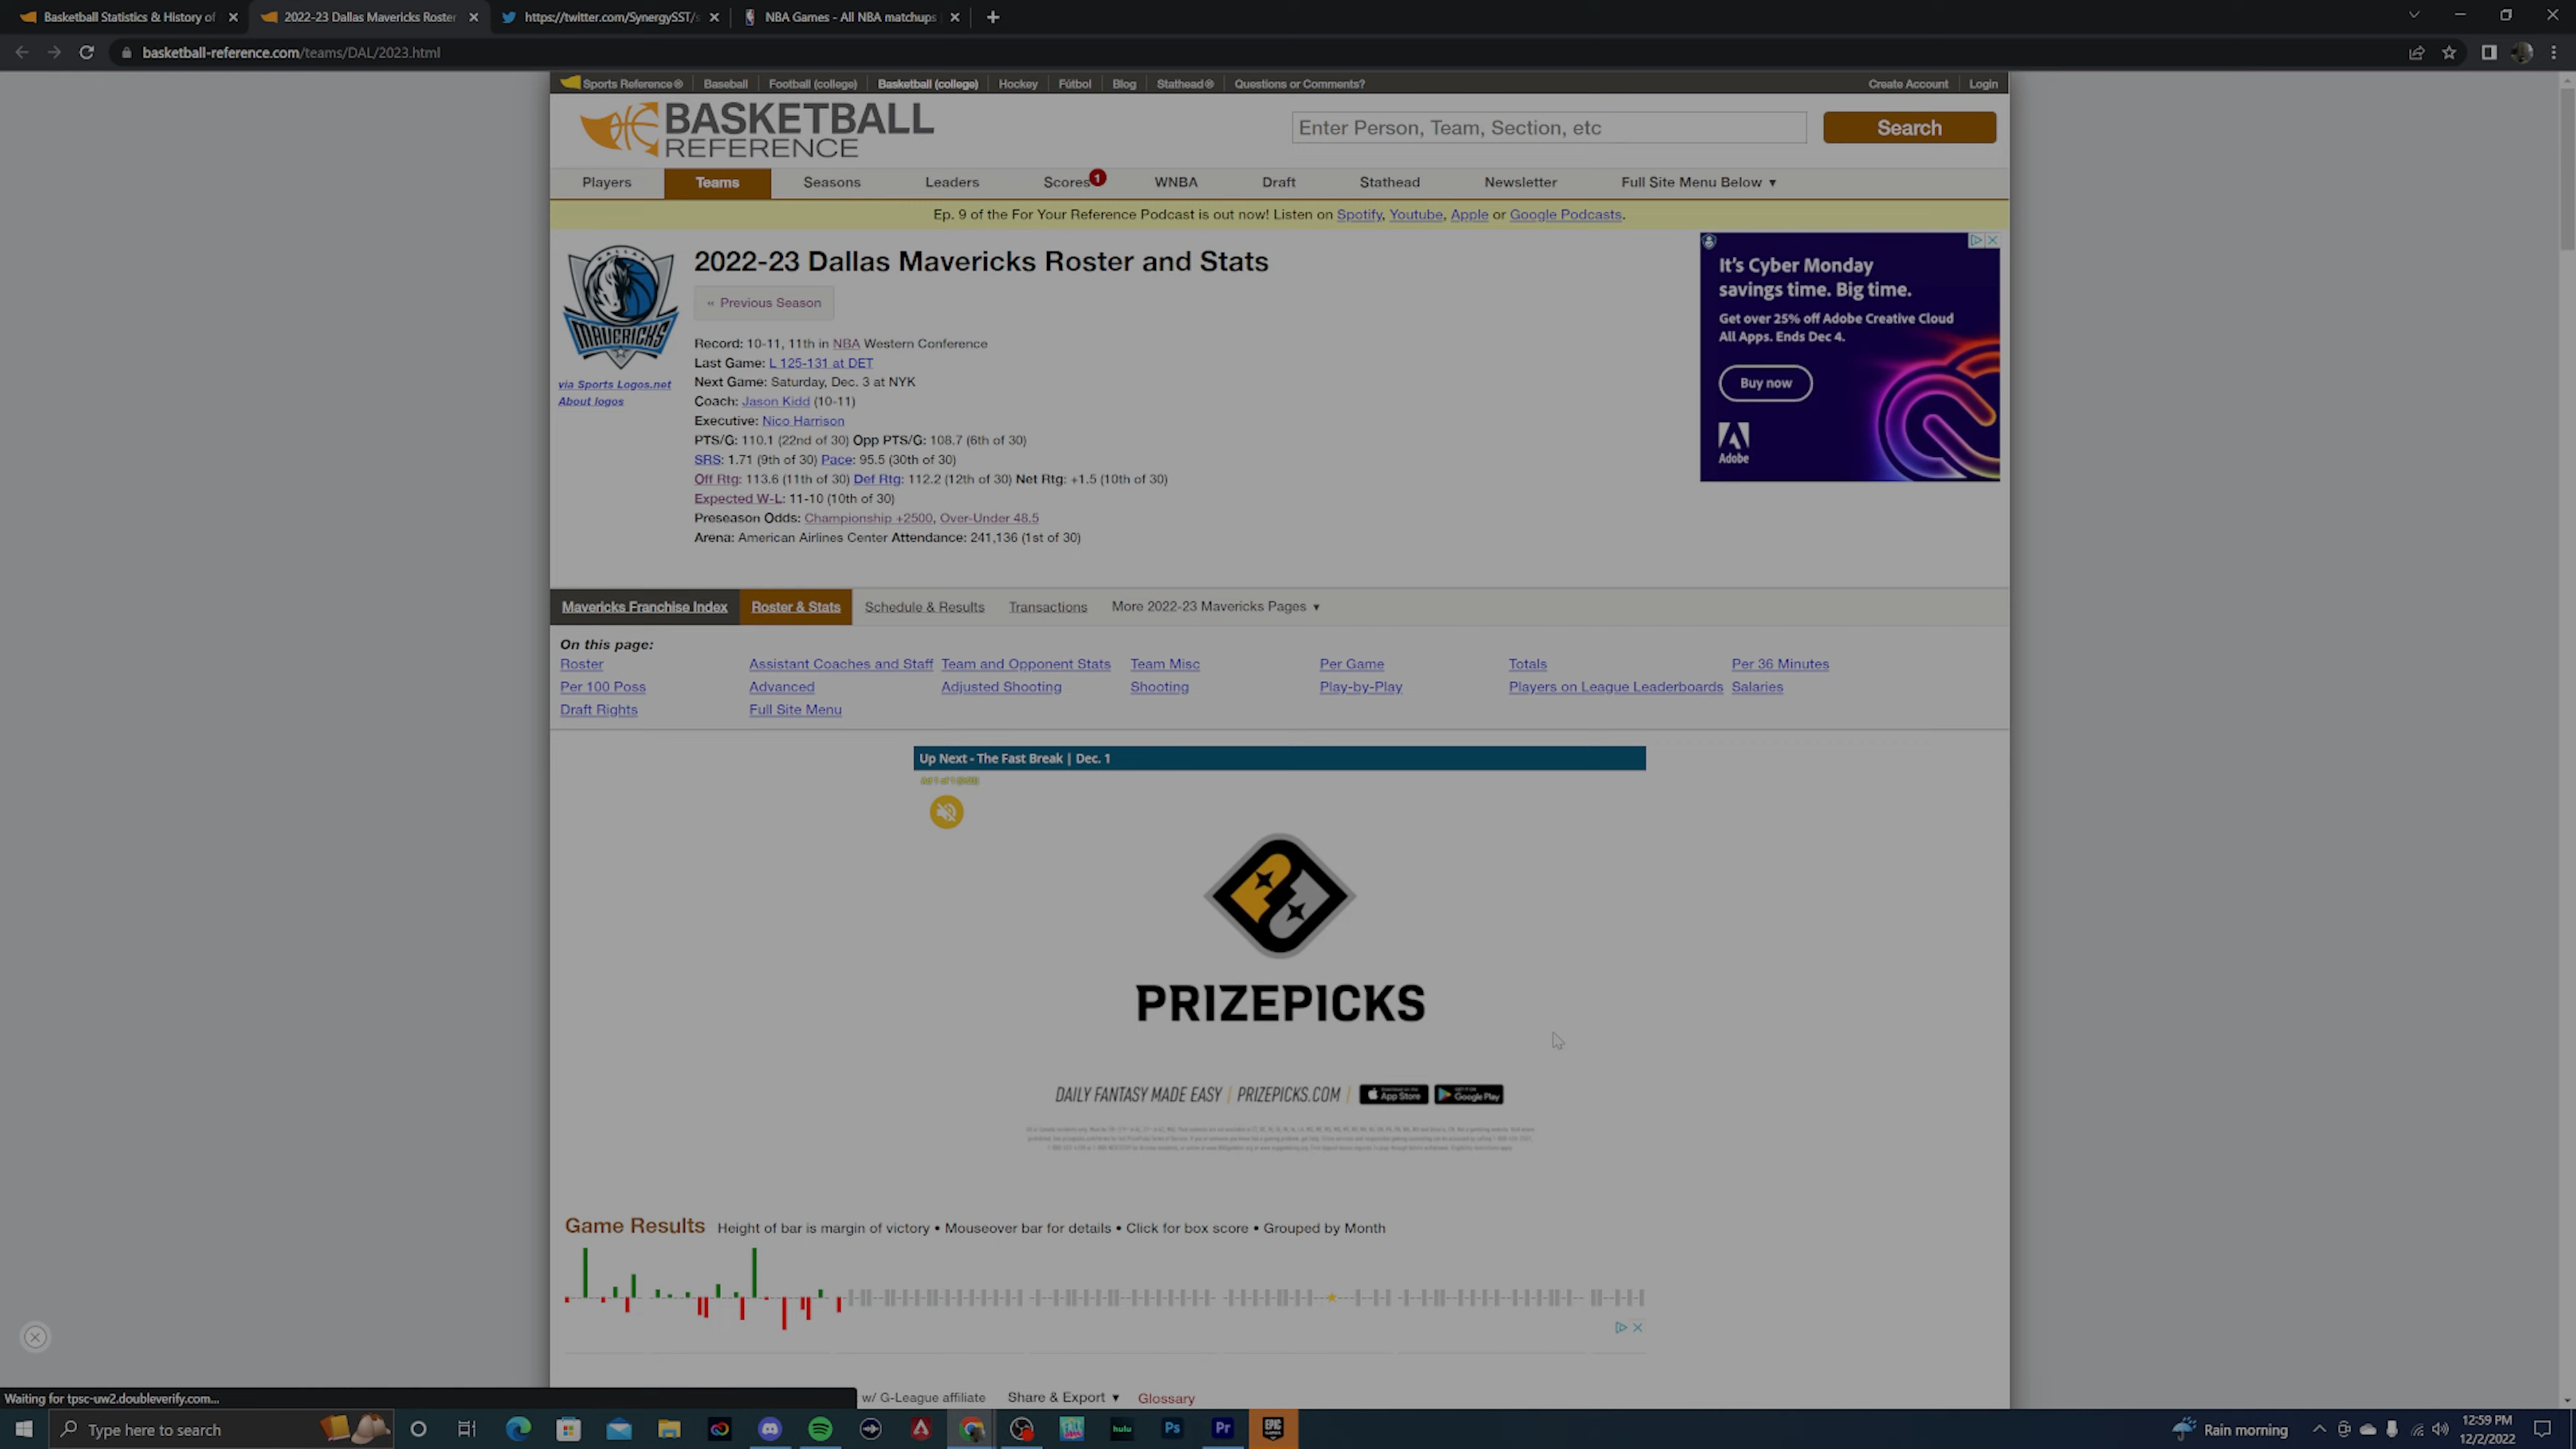 Basketball Statistics & History of
2022-23 Dallas Mavericks Roster
https://twitter.com/SynergySST/s
NBA Games - All NBA matchups
basketball-reference.com/teams/DAL/2023.html
Sports Reference® Baseball Football (college) Basketball (college) Hockey Fútbol Blog Stathead® Questions or Comments? Create Account Login
BASKETBALL
REFERENCE
Enter Person, Team, Section, etc
Search
Players Teams Seasons Leaders Scores 1 WNBA Draft Stathead Newsletter Full Site Menu Below ▼
Ep. 9 of the For Your Reference Podcast is out now! Listen on Spotify, Youtube, Apple or Google Podcasts.
MAVERICKS
via Sports Logos.net
About logos
2022-23 Dallas Mavericks Roster and Stats
« Previous Season
Record: 10-11, 11th in NBA Western Conference
Last Game: L 125-131 at DET
Next Game: Saturday, Dec. 3 at NYK
Coach: Jason Kidd (10-11)
Executive: Nico Harrison
PTS/G: 110.1 (22nd of 30) Opp PTS/G: 108.7 (6th of 30)
SRS: 1.71 (9th of 30) Pace: 95.5 (30th of 30)
Off Rtg: 113.6 (11th of 30) Def Rtg: 112.2 (12th of 30) Net Rtg: +1.5 (10th of 30)
Expected W-L: 11-10 (10th of 30)
Preseason Odds: Championship +2500, Over-Under 48.5
Arena: American Airlines Center Attendance: 241,136 (1st of 30)
It's Cyber Monday
savings time. Big time.
Get over 25% off Adobe Creative Cloud
All Apps. Ends Dec 4.
Buy now
Adobe
Mavericks Franchise Index Roster & Stats Schedule & Results Transactions More 2022-23 Mavericks Pages ▼
On this page:
Roster Assistant Coaches and Staff Team and Opponent Stats Team Misc Per Game Totals Per 36 Minutes
Per 100 Poss Advanced Adjusted Shooting Shooting Play-by-Play Players on League Leaderboards Salaries
Draft Rights Full Site Menu
Up Next - The Fast Break | Dec. 1
PRIZEPICKS
DAILY FANTASY MADE EASY | PRIZEPICKS.COM | App Store Google Play
Game Results Height of bar is margin of victory • Mouseover bar for details • Click for box score • Grouped by Month
w/ G-League affiliate Share & Export ▼ Glossary
Waiting for tpsc-uw2.doubleverify.com...
Type here to search
hulu
Ps
Pr
EPIC GAMES
Rain morning
12:59 PM
12/2/2022